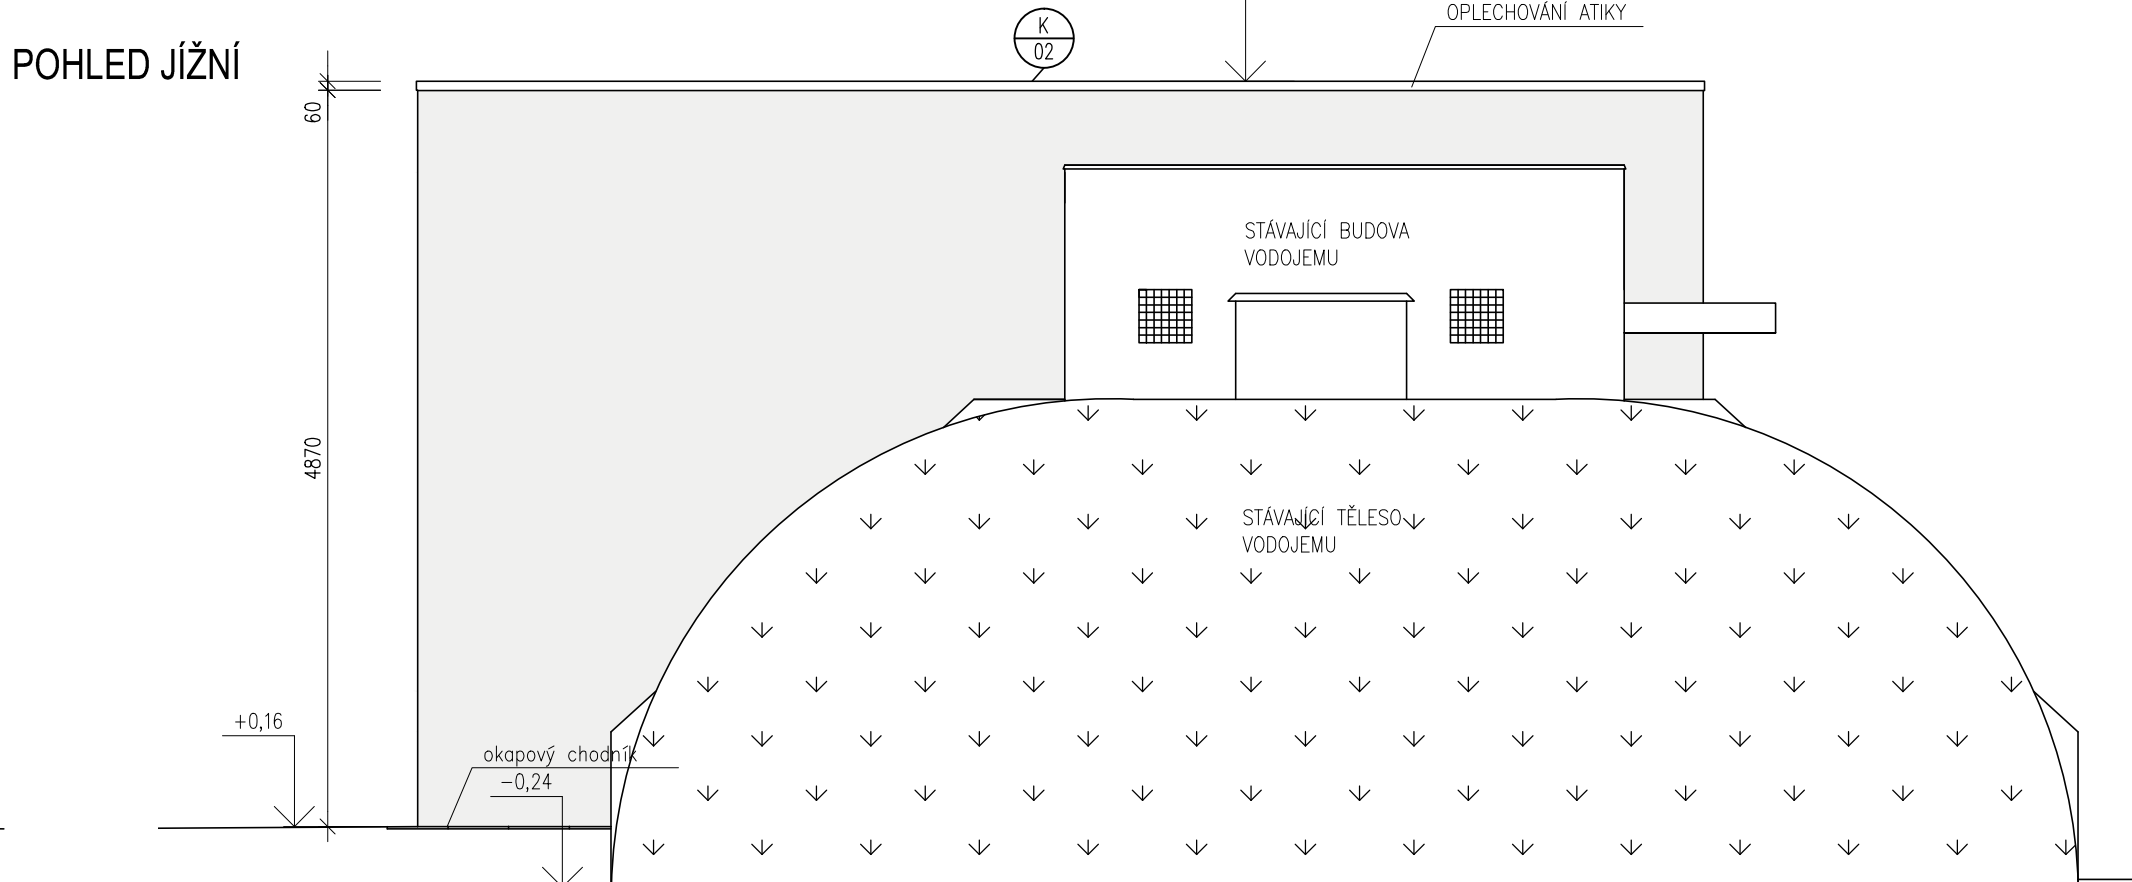 OPLECHOVÁNÍ ATIKY
K
02
POHLED JÍŽNÍ
60
STÁVAJÍCÍ BUDOVA
VODOJEMU
4870
STÁVAJÍCÍ TĚLESO
VODOJEMU
+0,16
okapový chodník
-0,24